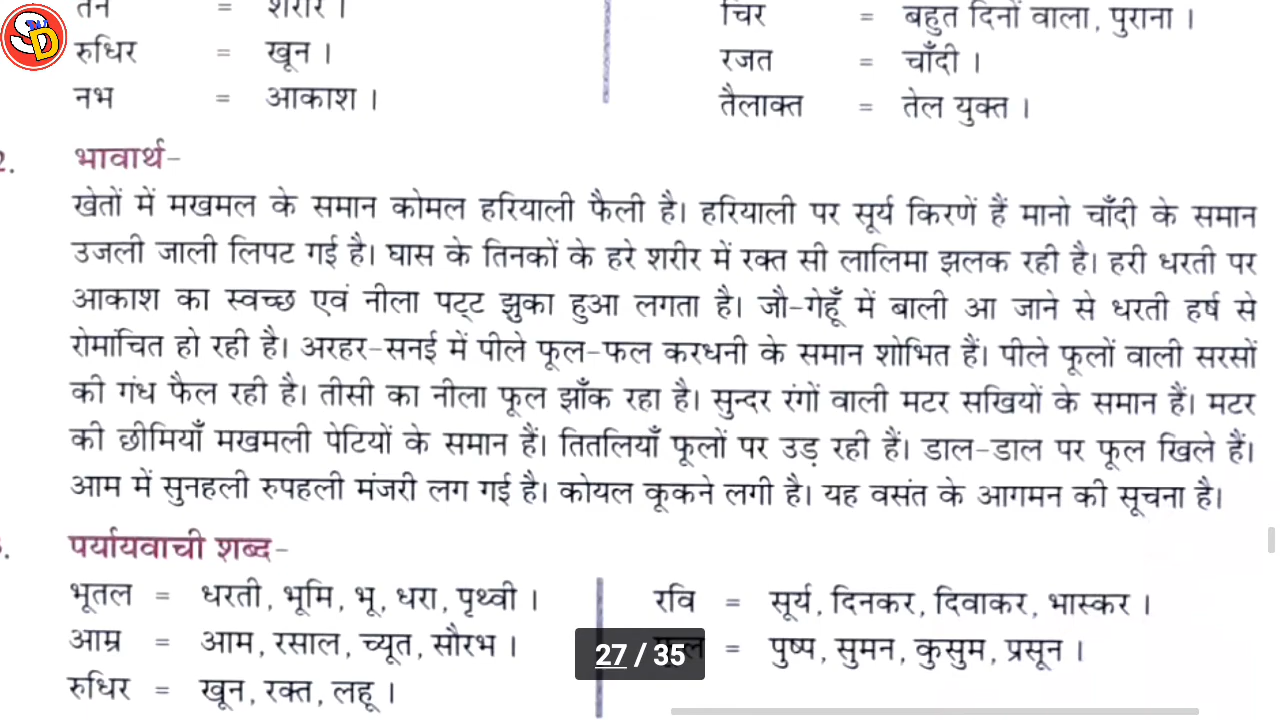 SD
तन = शरीर ।
रुधिर = खून ।
नभ = आकाश ।
चिर = बहुत दिनों वाला, पुराना ।
रजत = चाँदी ।
तैलाक्त = तेल युक्त ।
2. भावार्थ-
खेतों में मखमल के समान कोमल हरियाली फैली है। हरियाली पर सूर्य किरणें हैं मानो चाँदी के समान
उजली जाली लिपट गई है। घास के तिनकों के हरे शरीर में रक्त सी लालिमा झलक रही है। हरी धरती पर
आकाश का स्वच्छ एवं नीला पट्ट झुका हुआ लगता है। जौ-गेहूँ में बाली आ जाने से धरती हर्ष से
रोमांचित हो रही है। अरहर-सनई में पीले फूल-फल करधनी के समान शोभित हैं। पीले फूलों वाली सरसों
की गंध फैल रही है। तीसी का नीला फूल झाँक रहा है। सुन्दर रंगों वाली मटर सखियों के समान हैं। मटर
की छीमियाँ मखमली पेटियों के समान हैं। तितलियाँ फूलों पर उड़ रही हैं। डाल-डाल पर फूल खिले हैं।
आम में सुनहली रुपहली मंजरी लग गई है। कोयल कूकने लगी है। यह वसंत के आगमन की सूचना है।
पर्यायवाची शब्द-
भूतल = धरती, भूमि, भू, धरा, पृथ्वी ।
आम्र = आम, रसाल, च्यूत, सौरभ ।
रुधिर = खून, रक्त, लहू ।
रवि = सूर्य, दिनकर, दिवाकर, भास्कर ।
= पुष्प, सुमन, कुसुम, प्रसून ।
27 / 35